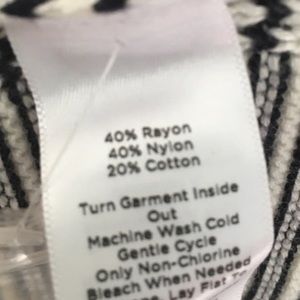 40% Rayon
40% Nylon
20% Cotton
Turn Garment Inside
Out
Machine Wash Cold
Gentle Cycle
Only Non-Chlorine
Bleach When Needed
Lay Flat To